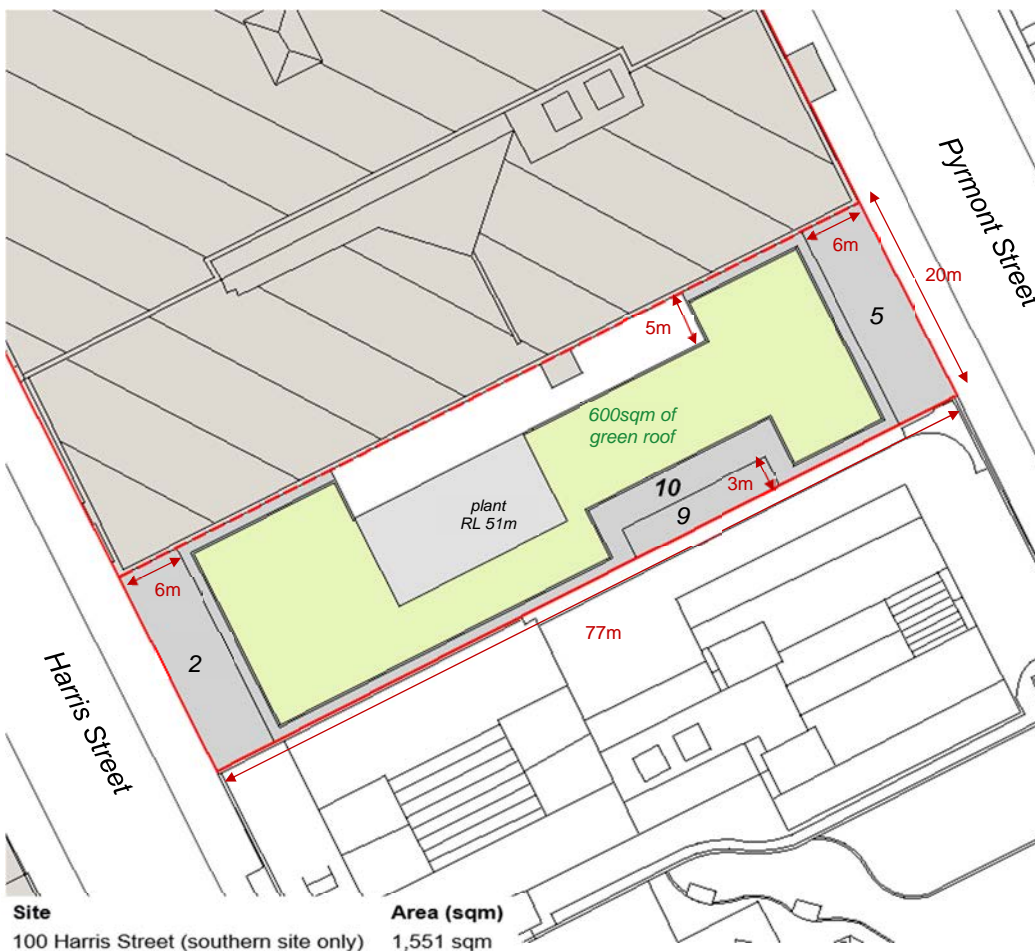 Pyrmont Street
6m
20m
5m
5
600sqm of
green roof
10
3m
9
plant
RL 51m
6m
77m
2
Harris Street
Site Area (sqm)
100 Harris Street (southern site only) 1,551 sqm